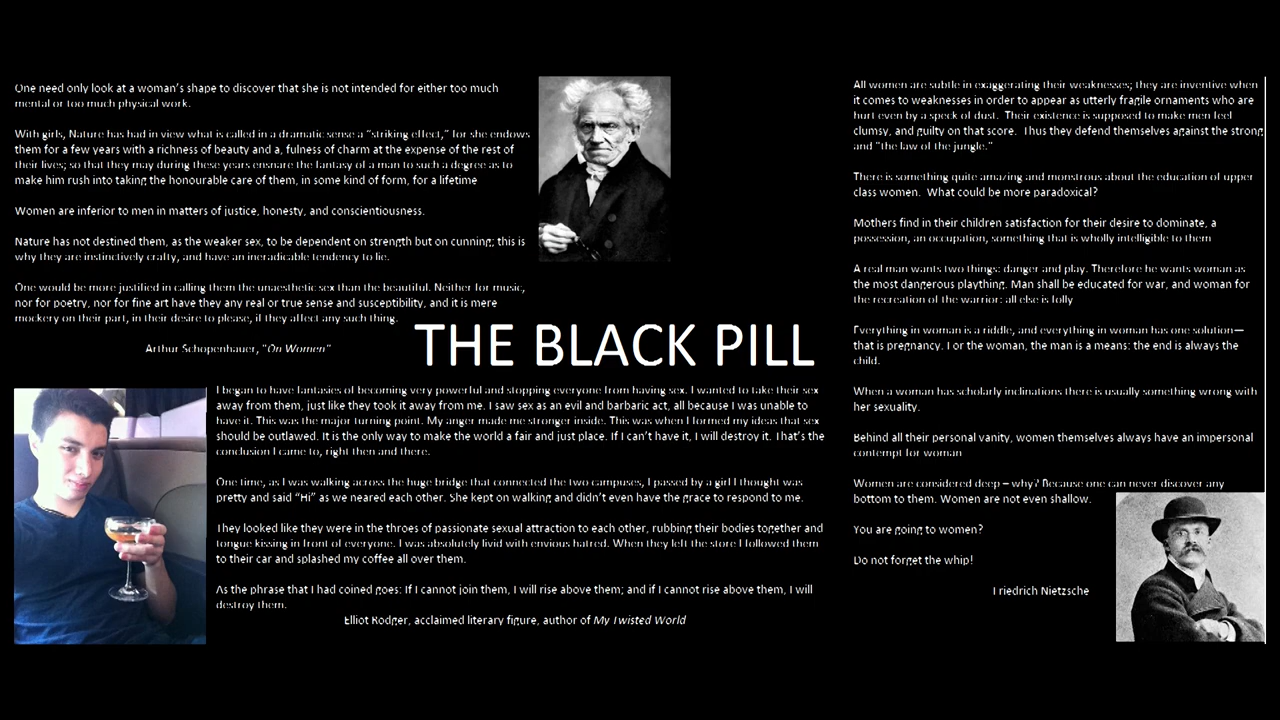 One need only look at a woman's shape to discover that she is not intended for either too much
mental or too much physical work.
With girls, Nature has had in view what is called in a dramatic sense a "striking effect," for she endows
them for a few years with a richness of beauty and a, fulness of charm at the expense of the rest of
their lives; so that they may during these years ensnare the fantasy of a man to such a degree as to
make him rush into taking the honourable care of them, in some kind of form, for a lifetime
Women are inferior to men in matters of justice, honesty, and conscientiousness.
Nature has not destined them, as the weaker sex, to be dependent on strength but on cunning; this is
why they are instinctively crafty, and have an ineradicable tendency to lie.
One would be more justified in calling them the unaesthetic sex than the beautiful. Neither for music,
nor for poetry, nor for fine art have they any real or true sense and susceptibility, and it is mere
mockery on their part, in their desire to please, if they affect any such thing.
Arthur Schopenhauer, "On Women"
THE BLACK PILL
I began to have fantasies of becoming very powerful and stopping everyone from having sex. I wanted to take their sex
away from them, just like they took it away from me. I saw sex as an evil and barbaric act, all because I was unable to
have it. This was the major turning point. My anger made me stronger inside. This was when I formed my ideas that sex
should be outlawed. It is the only way to make the world a fair and just place. If I can't have it, I will destroy it. That's the
conclusion I came to, right then and there.
One time, as I was walking across the huge bridge that connected the two campuses, I passed by a girl I thought was
pretty and said "Hi" as we neared each other. She kept on walking and didn't even have the grace to respond to me.
They looked like they were in the throes of passionate sexual attraction to each other, rubbing their bodies together and
tongue kissing in front of everyone. I was absolutely livid with envious hatred. When they left the store I followed them
to their car and splashed my coffee all over them.
As the phrase that I had coined goes: If I cannot join them, I will rise above them; and if I cannot rise above them, I will
destroy them.
Elliot Rodger, acclaimed literary figure, author of My Twisted World
All women are subtle in exaggerating their weaknesses; they are inventive when
it comes to weaknesses in order to appear as utterly fragile ornaments who are
hurt even by a speck of dust. Their existence is supposed to make men feel
clumsy, and guilty on that score. Thus they defend themselves against the strong
and "the law of the jungle."
There is something quite amazing and monstrous about the education of upper
class women. What could be more paradoxical?
Mothers find in their children satisfaction for their desire to dominate, a
possession, an occupation, something that is wholly intelligible to them
A real man wants two things: danger and play. Therefore he wants woman as
the most dangerous plaything. Man shall be educated for war, and woman for
the recreation of the warrior: all else is folly
Everything in woman is a riddle, and everything in woman has one solution—
that is pregnancy. For the woman, the man is a means: the end is always the
child.
When a woman has scholarly inclinations there is usually something wrong with
her sexuality.
Behind all their personal vanity, women themselves always have an impersonal
contempt for woman
Women are considered deep – why? Because one can never discover any
bottom to them. Women are not even shallow.
You are going to women?
Do not forget the whip!
Friedrich Nietzsche